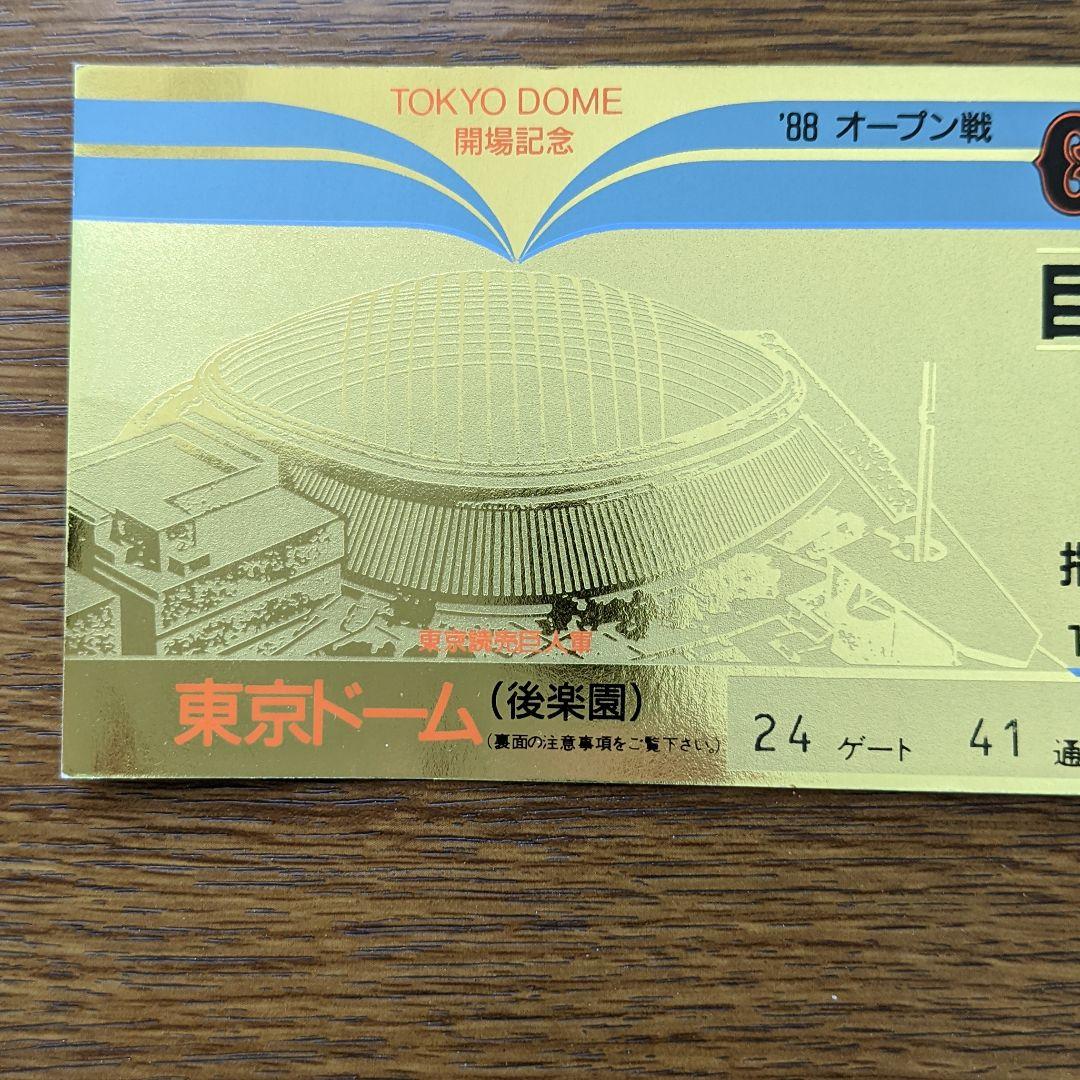 TOKYO DOME
開場記念
'88 オープン戦
東京読売巨人軍
東京ドーム(後楽園)
(裏面の注意事項をご覧下さい。)
24 ゲート 41 通